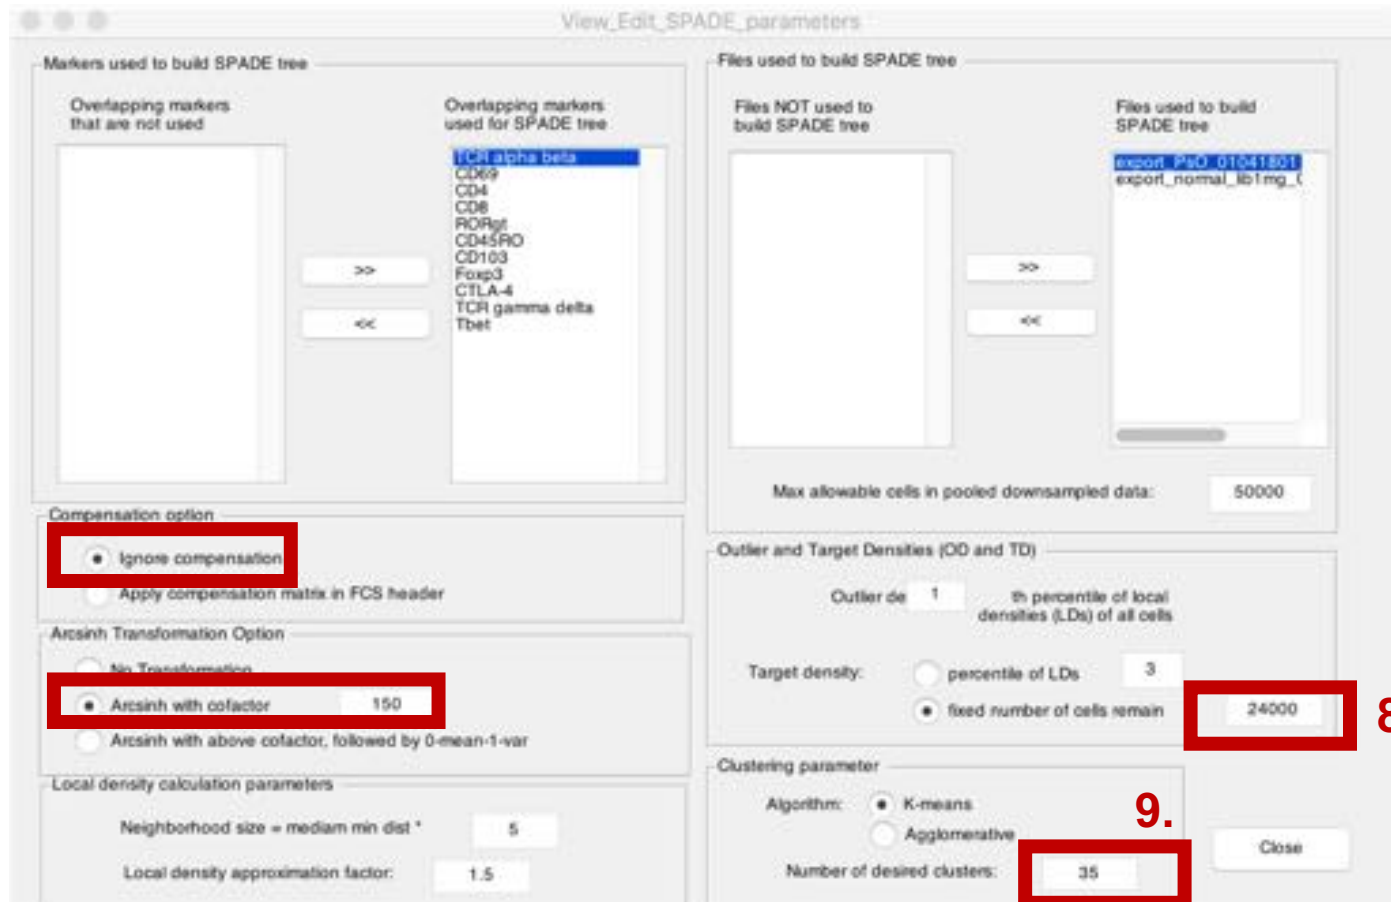 View_Edit_SPADE_parameters
Markers used to build SPADE tree
Overlapping markers
that are not used
Overlapping markers
used for SPADE tree
TCR alpha beta
CD69
CD4
CD8
RORgt
CD45RO
CD103
Foxp3
CTLA-4
TCR gamma delta
Tbet
>>
<<
Files used to build SPADE tree
Files NOT used to
build SPADE tree
Files used to build
SPADE tree
export_PsO_01041801
export_normal_lib1mg_
>>
<<
Max allowable cells in pooled downsampled data: 50000
Compensation option
Ignore compensation
Apply compensation matrix in FCS header
Arcsinh Transformation Option
No Transformation
Arcsinh with cofactor 150
Arcsinh with above cofactor, followed by 0-mean-1-var
Local density calculation parameters
Neighborhood size = mediam min dist * 5
Local density approximation factor: 1.5
Outlier and Target Densities (OD and TD)
Outlier de 1 th percentile of local
densities (LDs) of all cells
Target density: percentile of LDs 3
fixed number of cells remain 24000
8
Clustering parameter
Algorithm: K-means
Agglomerative
9.
Number of desired clusters: 35
Close